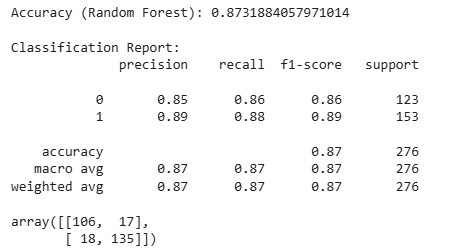 Accuracy (Random Forest): 0.8731884057971014
Classification Report:
precision recall f1-score support
0 0.85 0.86 0.86 123
1 0.89 0.88 0.89 153
accuracy 0.87 276
macro avg 0.87 0.87 0.87 276
weighted avg 0.87 0.87 0.87 276
array([[106, 17],
[ 18, 135]])